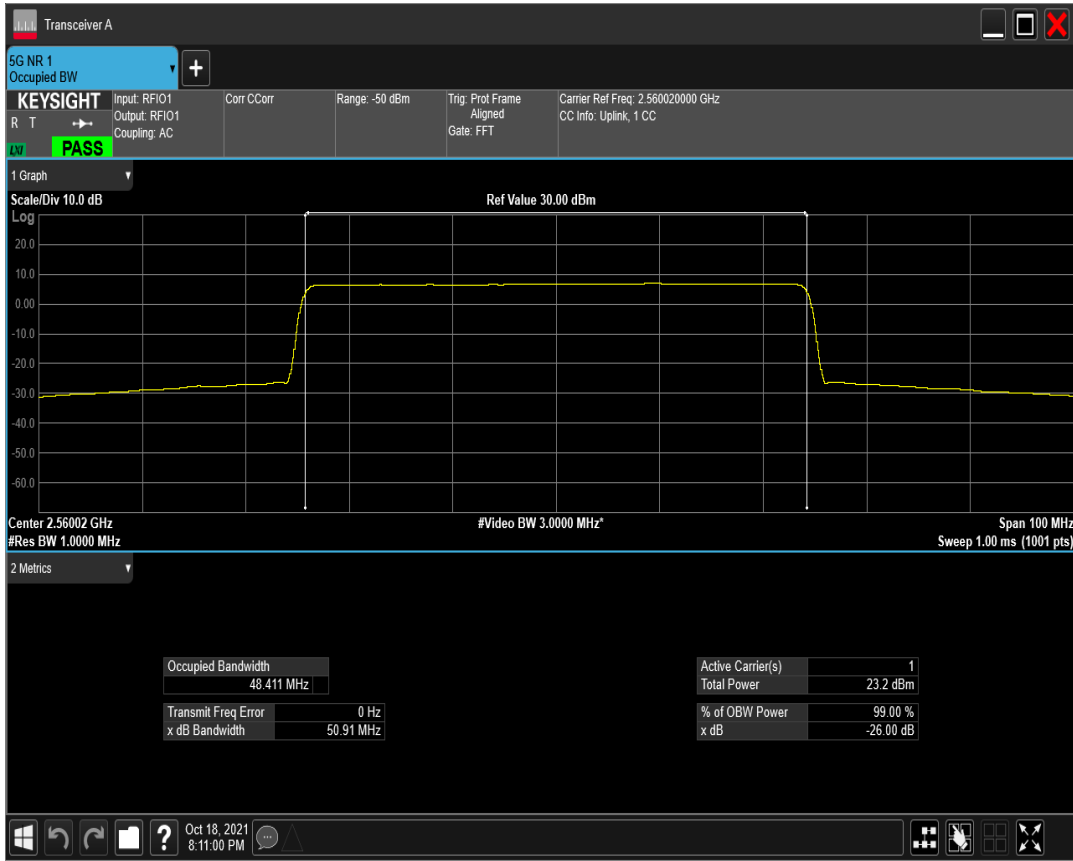 Transceiver A
5G NR 1
Occupied BW
KEYSIGHT
R T
LXI
PASS
Input: RFIO1
Output: RFIO1
Coupling: AC
Corr CCorr
Range: -50 dBm
Trig: Prot Frame
Aligned
Gate: FFT
Carrier Ref Freq: 2.560020000 GHz
CC Info: Uplink, 1 CC
1 Graph
Scale/Div 10.0 dB
Ref Value 30.00 dBm
Log
20.0
10.0
0.00
-10.0
-20.0
-30.0
-40.0
-50.0
-60.0
Center 2.56002 GHz
#Video BW 3.0000 MHz*
Span 100 MHz
#Res BW 1.0000 MHz
Sweep 1.00 ms (1001 pts)
2 Metrics
Occupied Bandwidth
48.411 MHz
Transmit Freq Error 0 Hz
x dB Bandwidth 50.91 MHz
Active Carrier(s) 1
Total Power 23.2 dBm
% of OBW Power 99.00 %
x dB -26.00 dB
?
Oct 18, 2021
8:11:00 PM